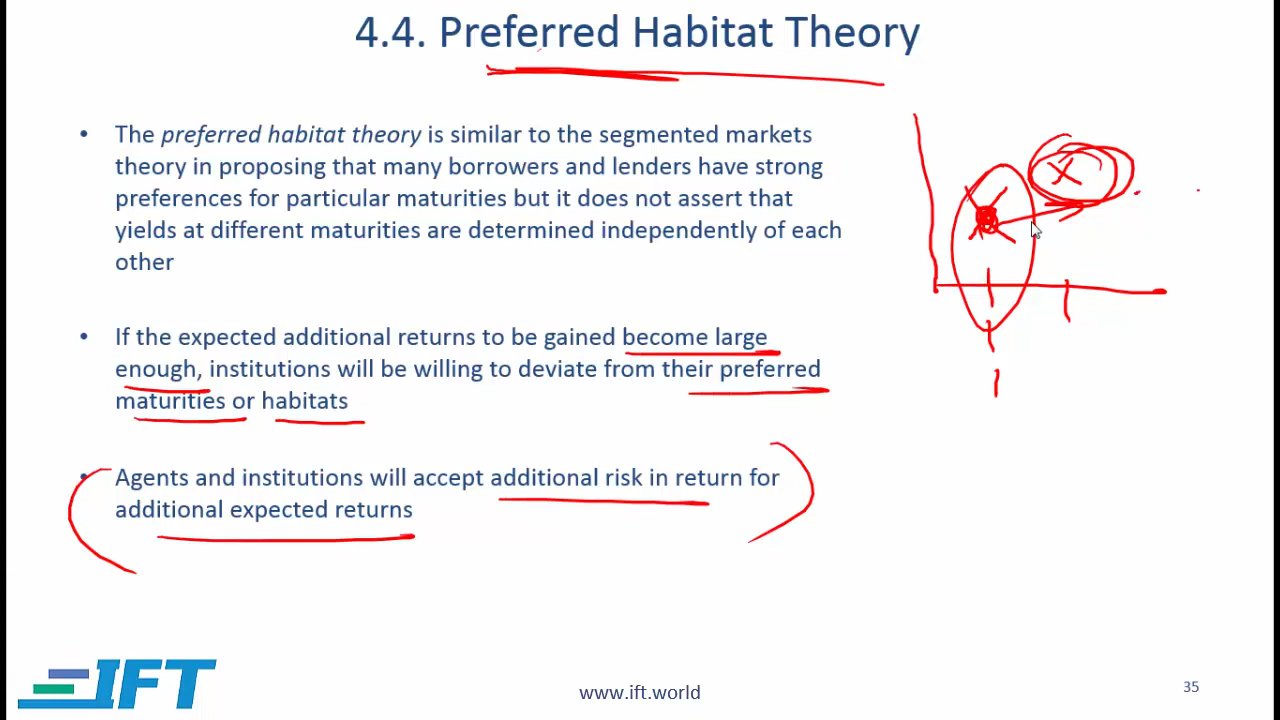 4.4. Preferred Habitat Theory
• The preferred habitat theory is similar to the segmented markets
theory in proposing that many borrowers and lenders have strong
preferences for particular maturities but it does not assert that
yields at different maturities are determined independently of each
other
• If the expected additional returns to be gained become large
enough, institutions will be willing to deviate from their preferred
maturities or habitats
• Agents and institutions will accept additional risk in return for
additional expected returns
IFT
www.ift.world
35